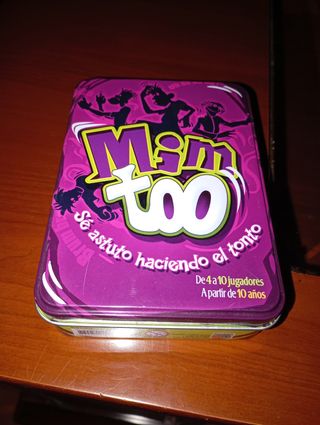 Mim
too
Sé astuto haciendo el tonto
De 4 a 10 jugadores
A partir de 10 años